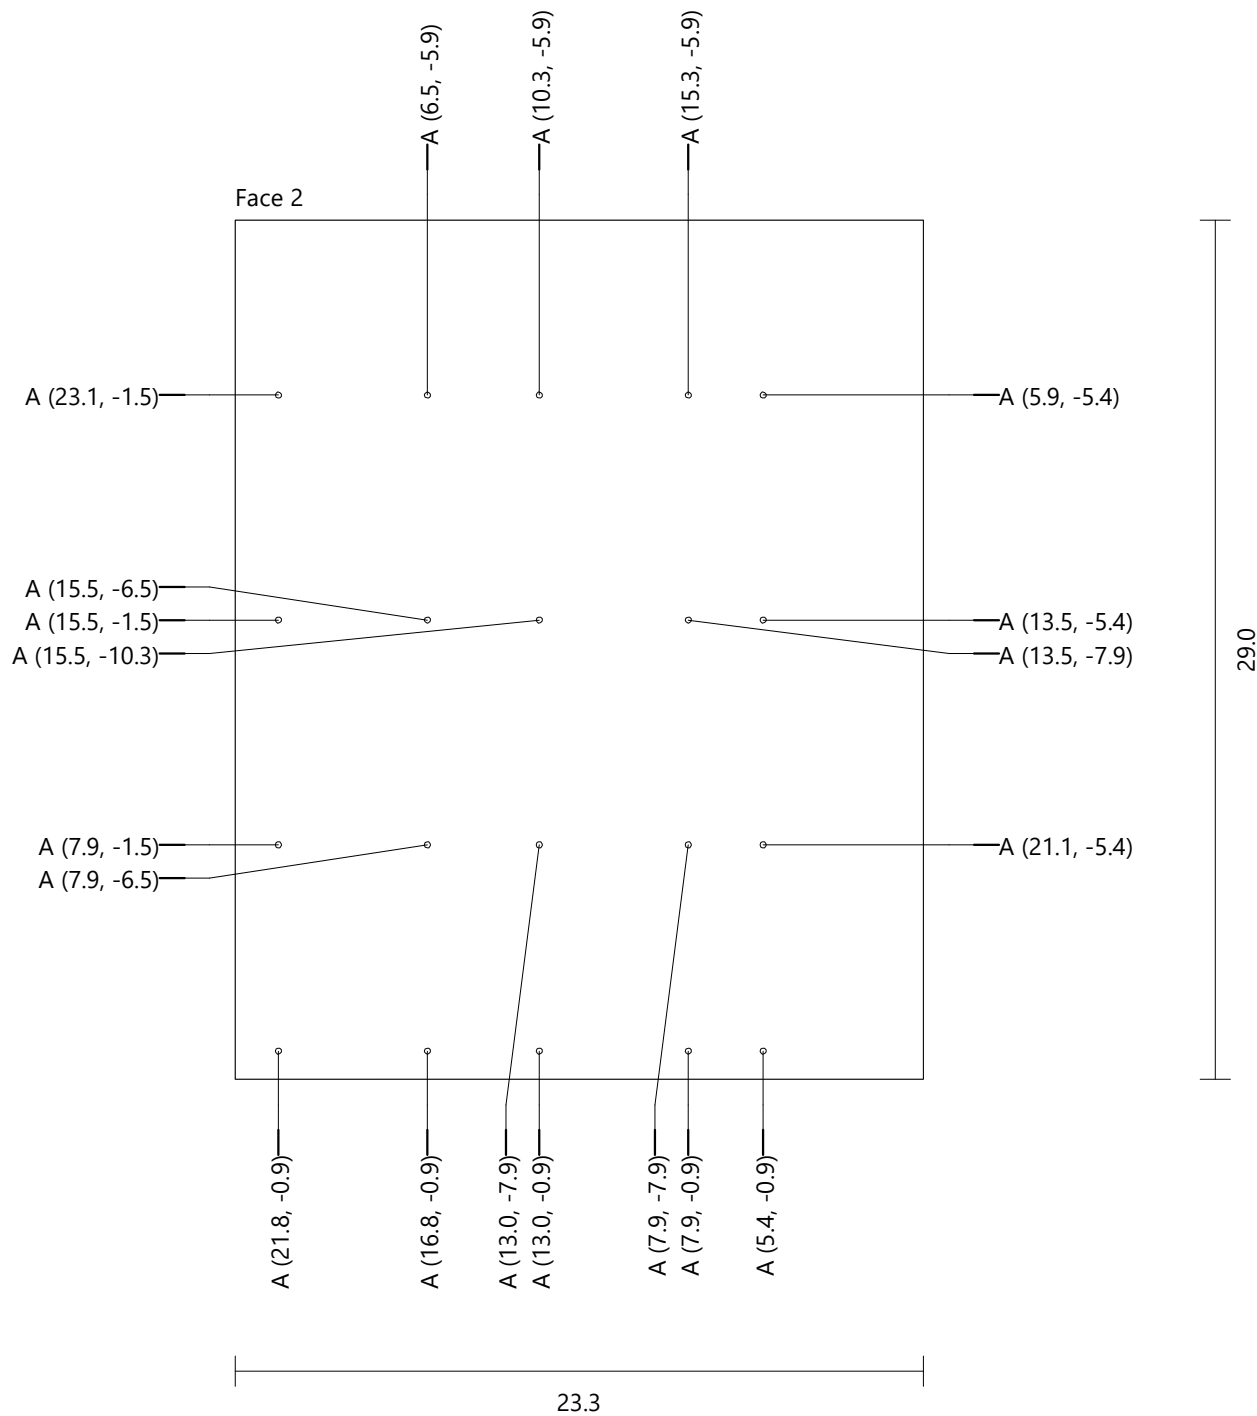 A (6.5, -5.9)
A (10.3, -5.9)
A (15.3, -5.9)
Face 2
A (23.1, -1.5)
A (5.9, -5.4)
A (15.5, -6.5)
A (15.5, -1.5)
A (15.5, -10.3)
A (13.5, -5.4)
A (13.5, -7.9)
29.0
A (7.9, -1.5)
A (7.9, -6.5)
A (21.1, -5.4)
A (21.8, -0.9)
A (16.8, -0.9)
A (13.0, -7.9)
A (13.0, -0.9)
A (7.9, -7.9)
A (7.9, -0.9)
A (5.4, -0.9)
23.3